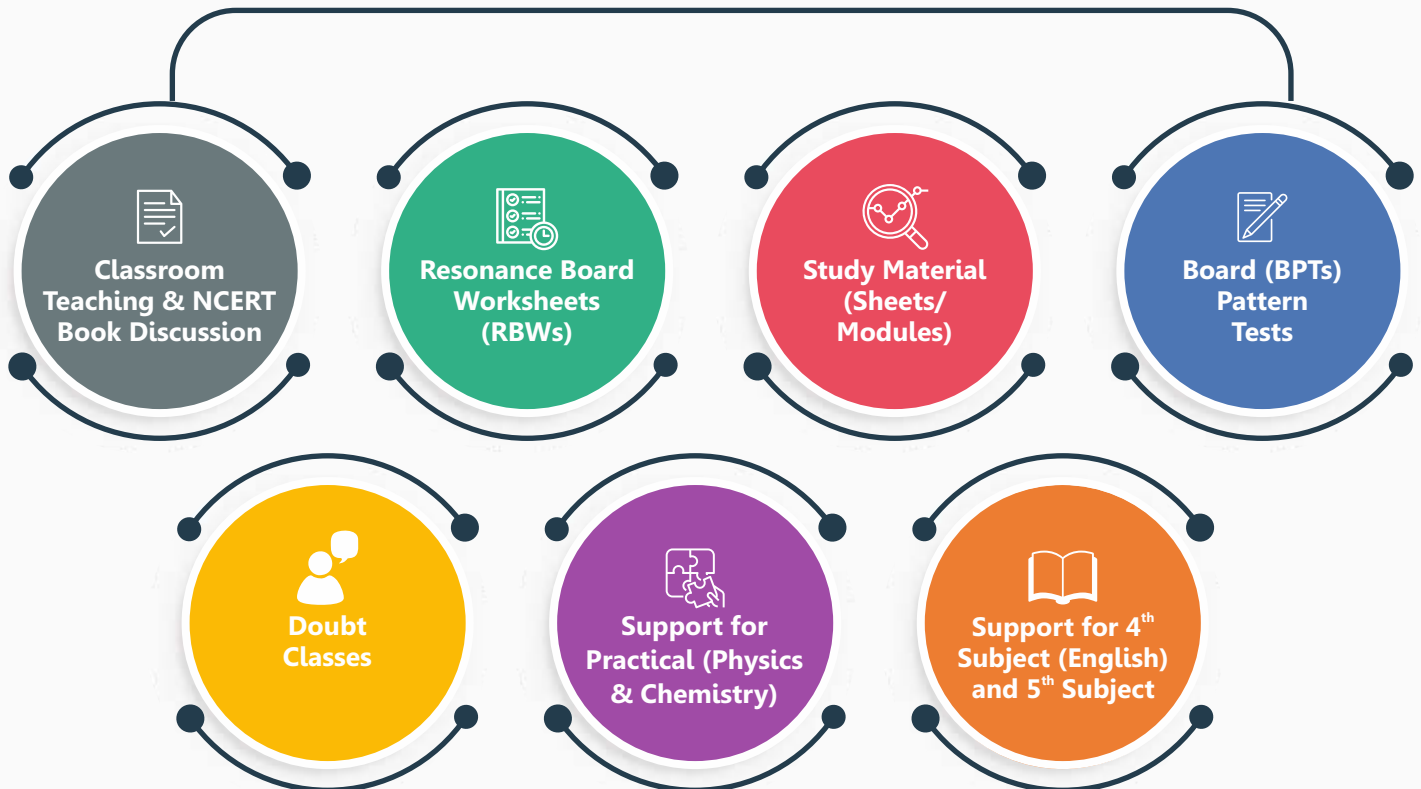 Classroom
Teaching & NCERT
Book Discussion
Resonance Board
Worksheets
(RBWs)
Study Material
(Sheets/
Modules)
Board (BPTs)
Pattern
Tests
Doubt
Classes
Support for
Practical (Physics
& Chemistry)
Support for 4th
Subject (English)
and 5th Subject